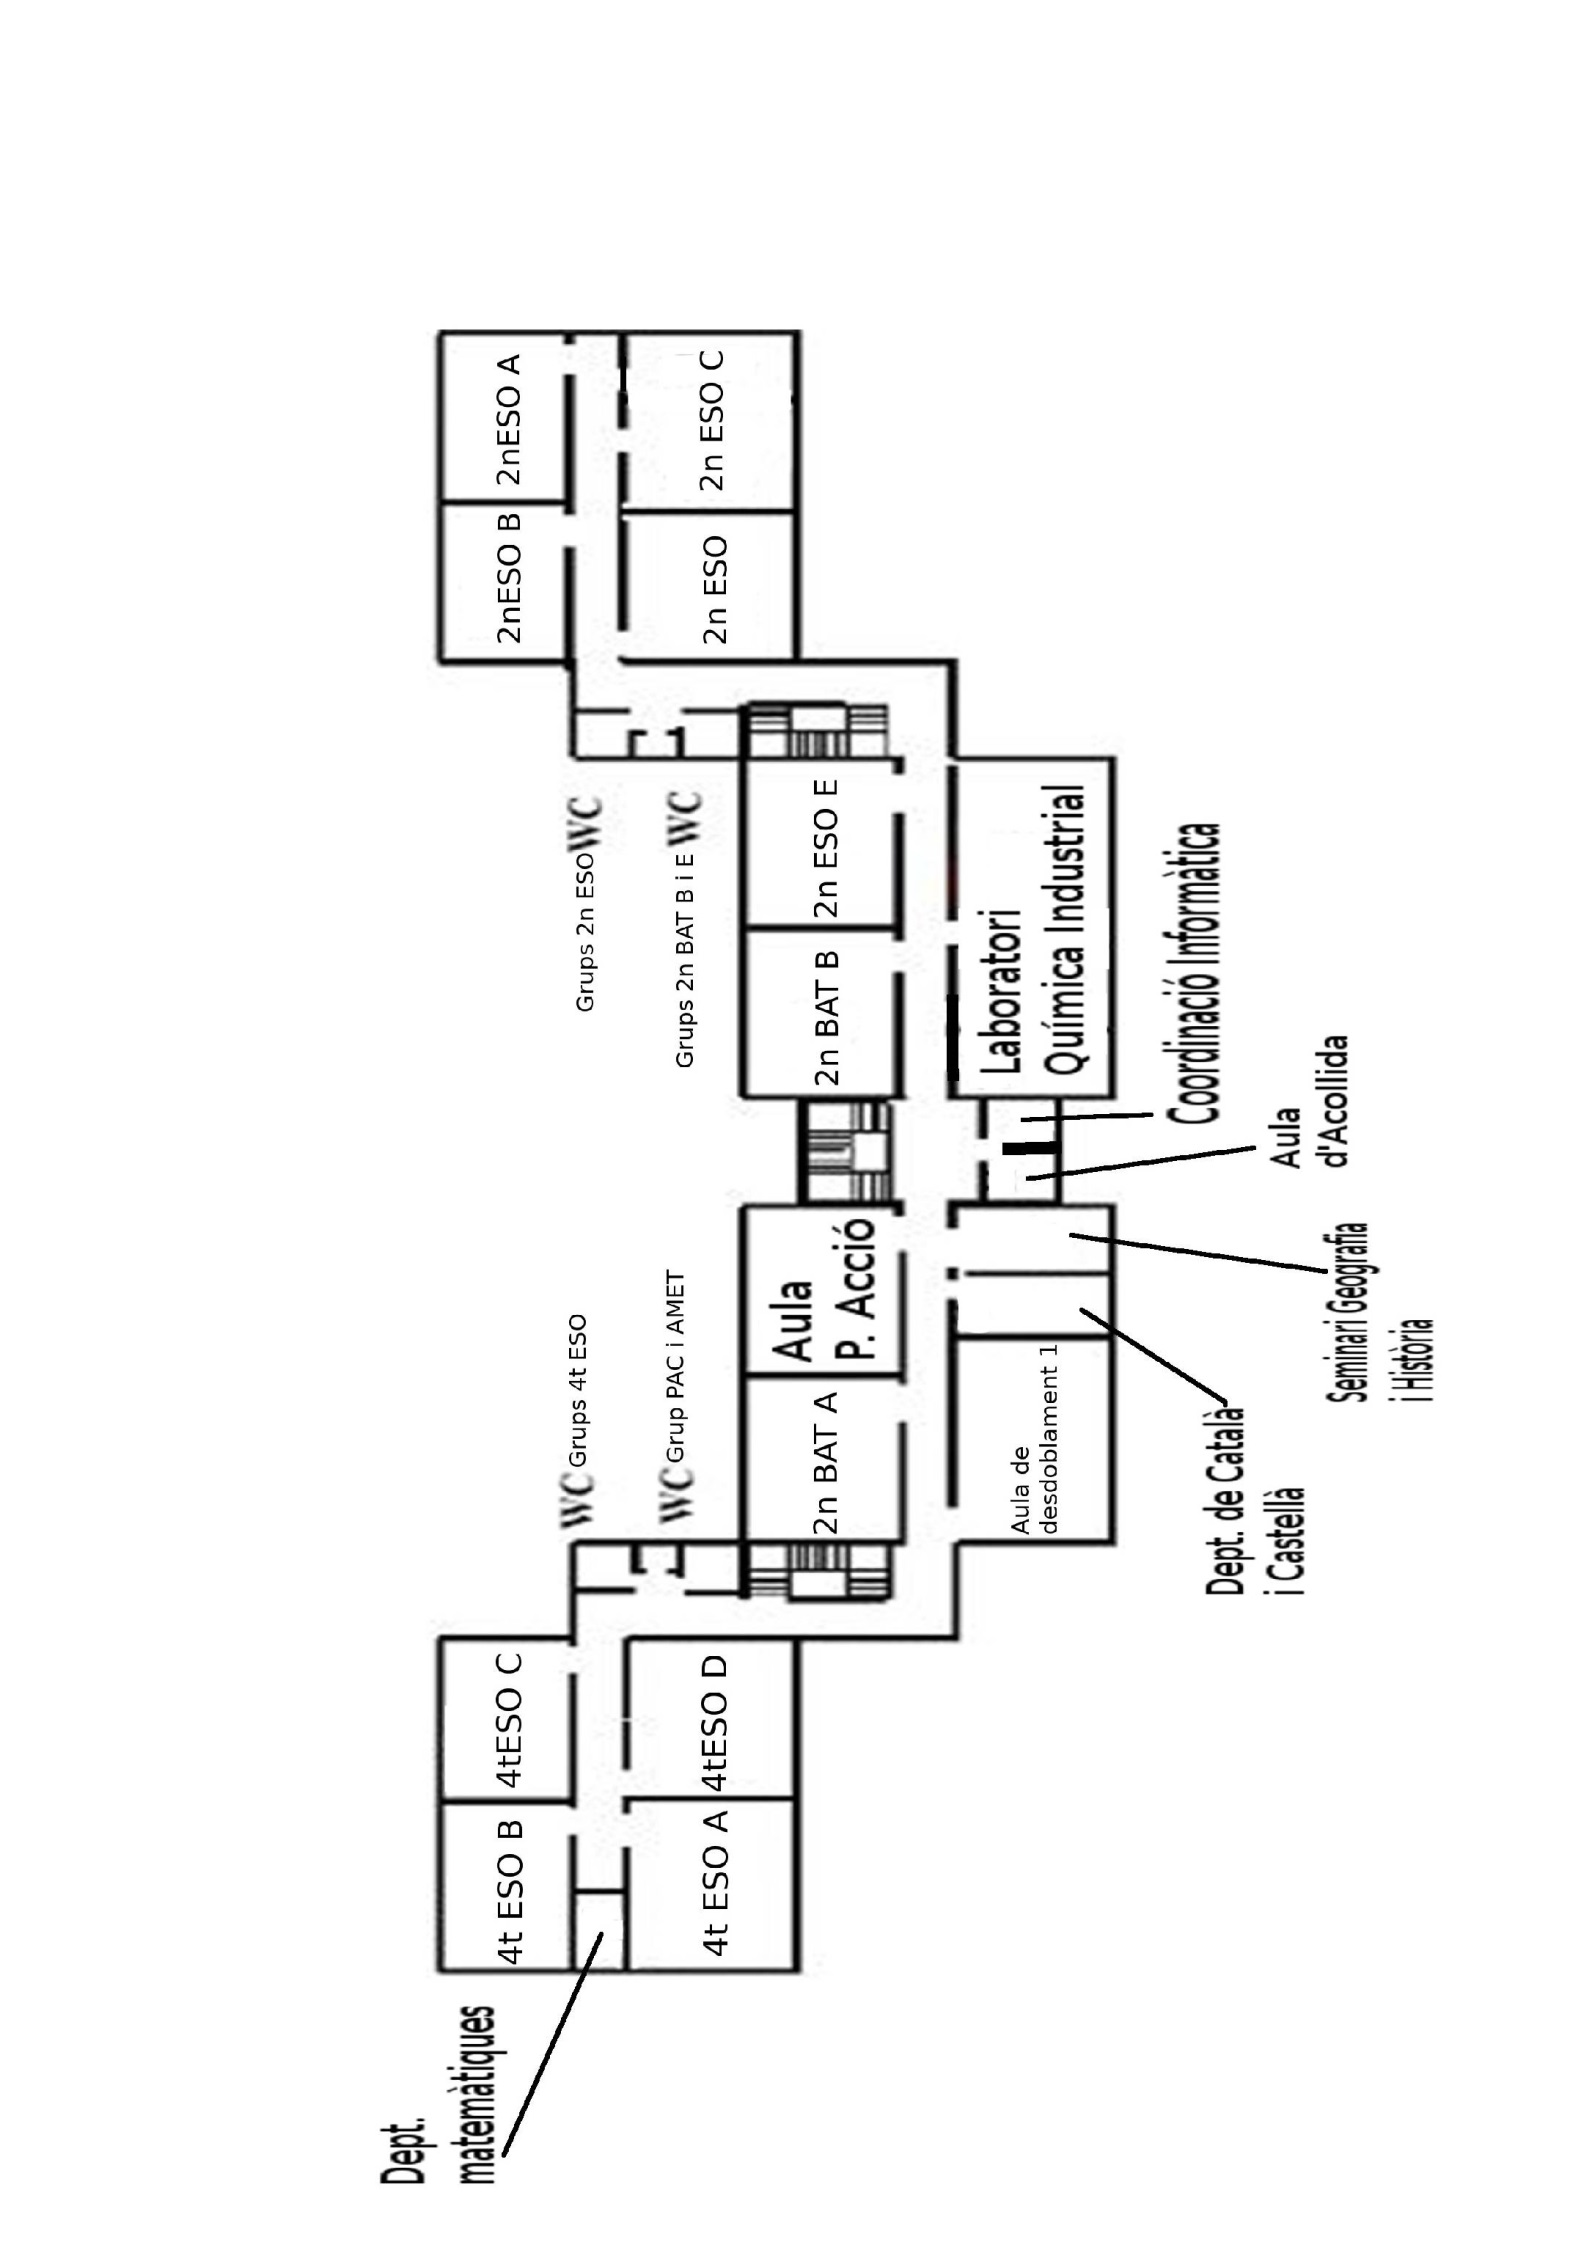 Dept.
matemàtiques
4t ESO B
4tESO C
4t ESO A
4tESO D
WC Grups 4t ESO
WC Grup PAC i AMET
2n BAT A
Aula
P. Acció
Aula de
desdoblament 1
Dept. de Català
i Castellà
Seminari Geografia
i Història
Aula
d'Acollida
Coordinació Informàtica
Laboratori
Química Industrial
2n BAT B
2n ESO E
Grups 2n ESO WC
Grups 2n BAT B i E WC
2nESO B
2nESO A
2n ESO
2n ESO C